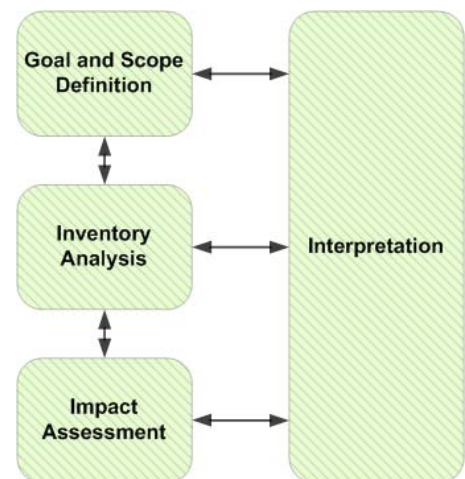 Goal and Scope
Definition
Inventory
Analysis
Interpretation
Impact
Assessment